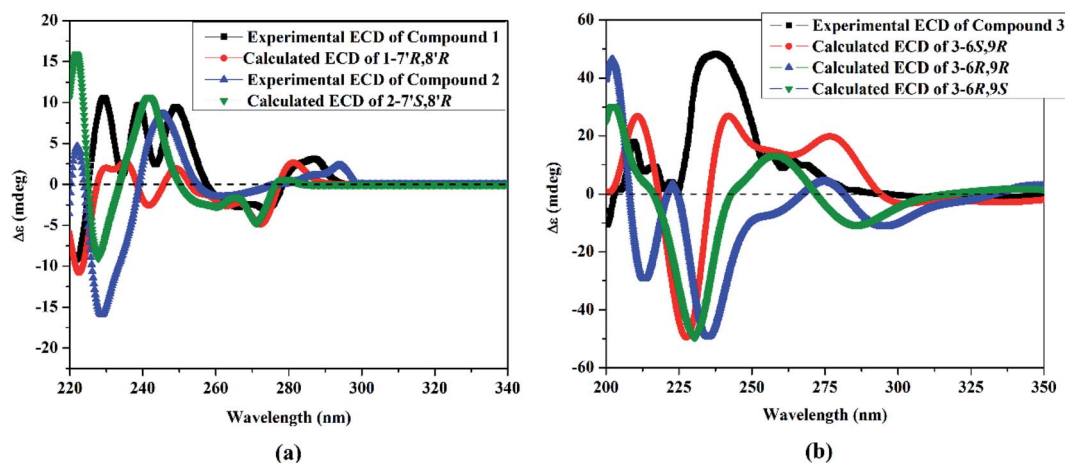 20
15
10
5
0
-5
-10
-15
-20
Δε (mdeg)
Experimental ECD of Compound 1
Calculated ECD of 1-7'R,8'R
Experimental ECD of Compound 2
Calculated ECD of 2-7'S,8'R
220 240 260 280 300 320 340
Wavelength (nm)
(a)
60
40
20
0
-20
-40
-60
Δε (mdeg)
Experimental ECD of Compound 3
Calculated ECD of 3-6S,9R
Calculated ECD of 3-6R,9R
Calculated ECD of 3-6R,9S
200 225 250 275 300 325 350
Wavelength (nm)
(b)